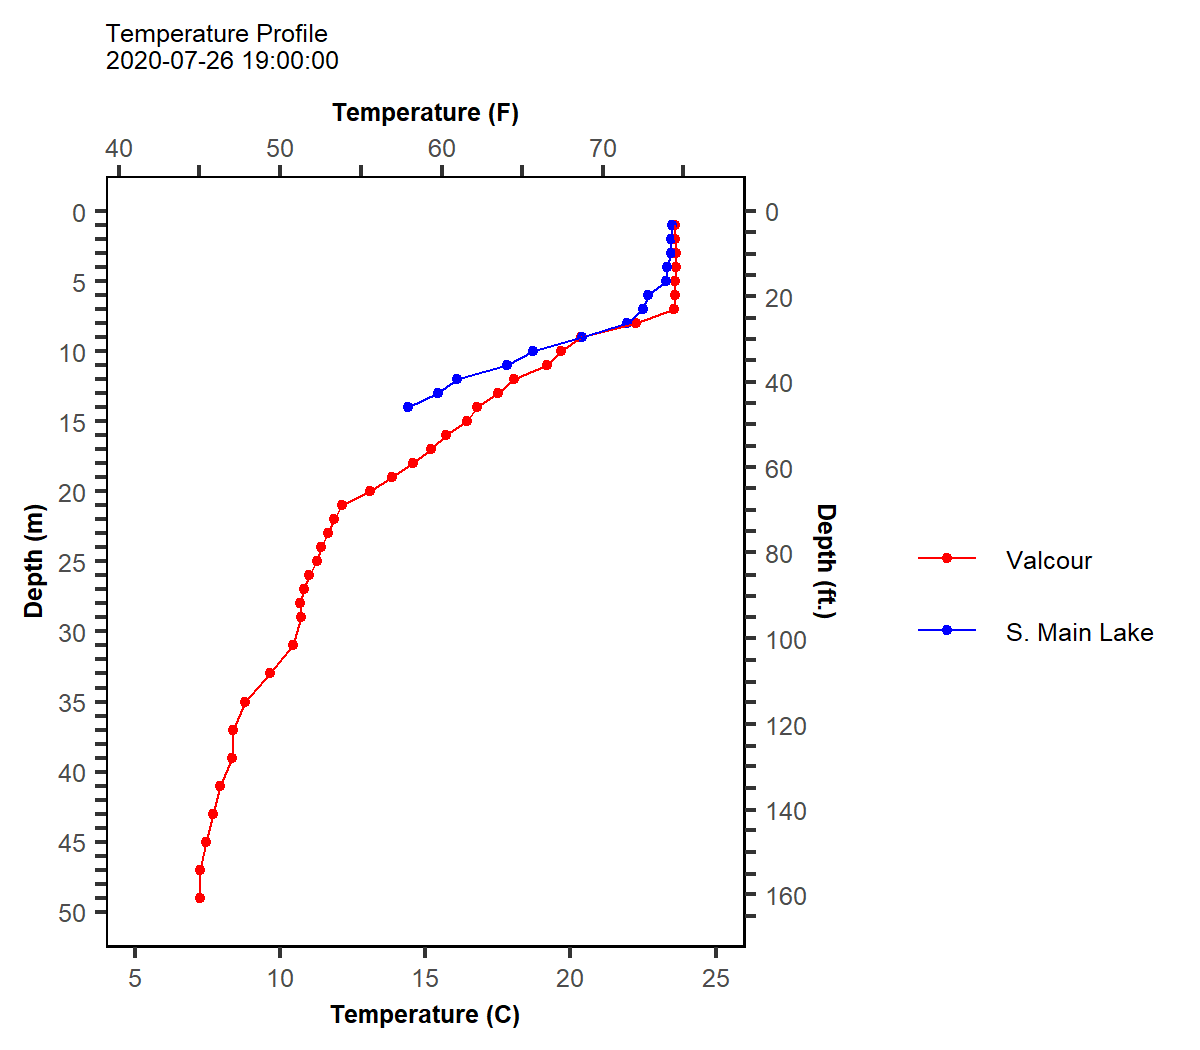 Temperature Profile
2020-07-26 19:00:00
Temperature (F)
40 50 60 70
0
5
10
15
20
25
30
35
40
45
50
Depth (m)
0
20
40
60
80
100
120
140
160
Depth (ft.)
Valcour
S. Main Lake
5 10 15 20 25
Temperature (C)